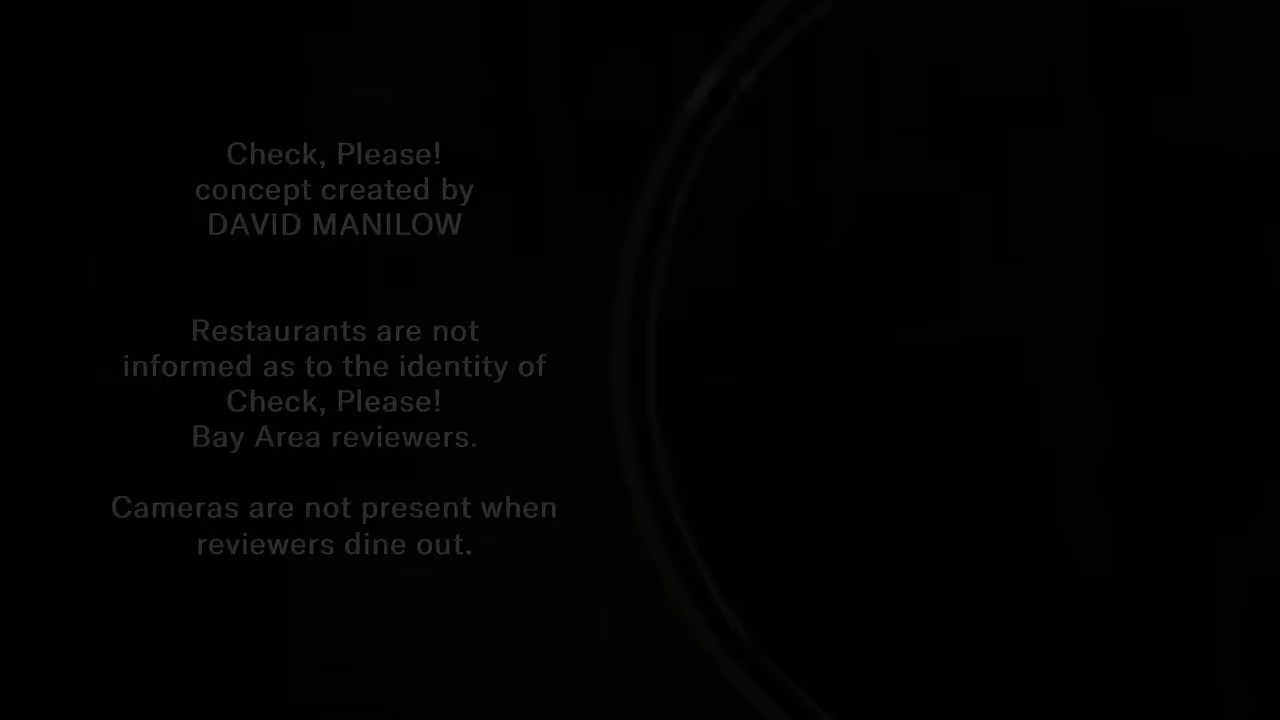 Check, Please!
concept created by
DAVID MANILOW
Restaurants are not
informed as to the identity of
Check, Please!
Bay Area reviewers.
Cameras are not present when
reviewers dine out.